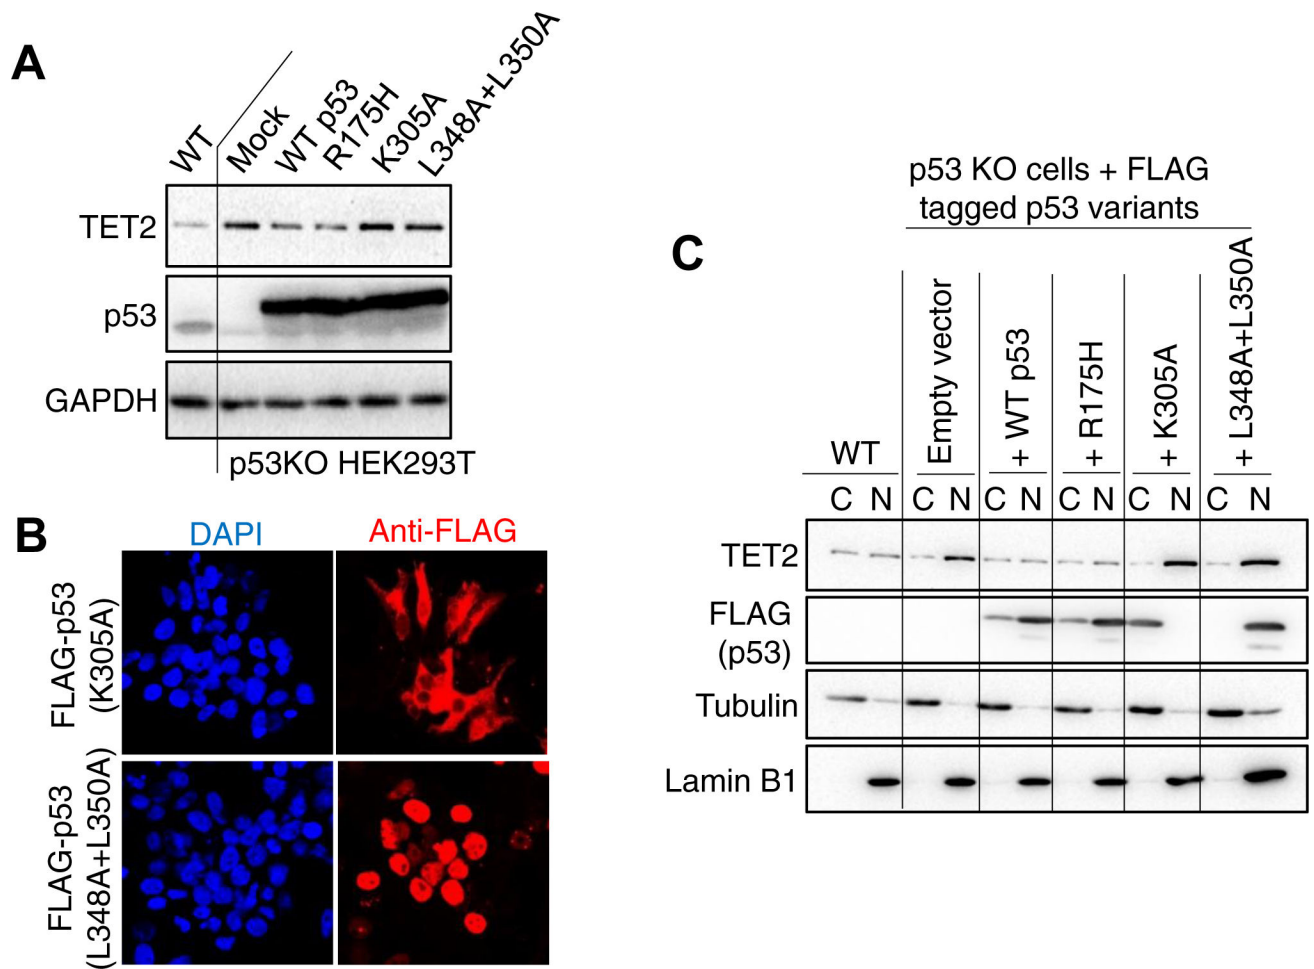 A
WT
Mock
WT p53
R175H
K305A
L348A+L350A
TET2
p53
GAPDH
p53KO HEK293T
B
DAPI
Anti-FLAG
FLAG-p53
(K305A)
FLAG-p53
(L348A+L350A)
C
p53 KO cells + FLAG
tagged p53 variants
WT
Empty vector
+ WT p53
+ R175H
+ K305A
+ L348A+L350A
C N C N C N C N C N C N
TET2
FLAG
(p53)
Tubulin
Lamin B1